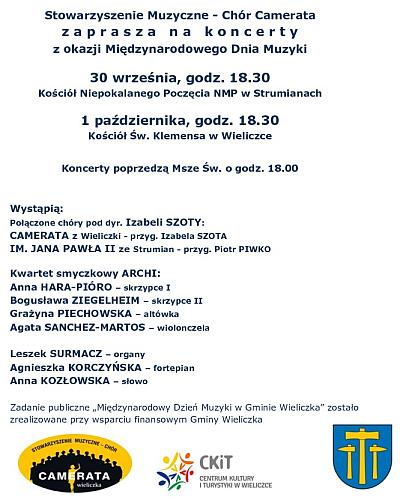 Stowarzyszenie Muzyczne - Chór Camerata
zaprasza na koncerty
z okazji Międzynarodowego Dnia Muzyki
30 września, godz. 18.30
Kościół Niepokalanego Poczęcia NMP w Strumianach
1 października, godz. 18.30
Kościół Św. Klemensa w Wieliczce
Koncerty poprzedzą Msze Św. o godz. 18.00
Wystąpią:
Połączone chóry pod dyr. Izabeli SZOTY:
CAMERATA z Wieliczki - przyg. Izabela SZOTA
IM. JANA PAWŁA II ze Strumian - przyg. Piotr PIWKO
Kwartet smyczkowy ARCHI:
Anna HARA-PIÓRO – skrzypce I
Bogusława ZIEGELHEIM – skrzypce II
Grażyna PIECHOWSKA – altówka
Agata SANCHEZ-MARTOS – wiolonczela
Leszek SURMACZ – organy
Agnieszka KORCZYŃSKA – fortepian
Anna KOZŁOWSKA – słowo
Zadanie publiczne „Międzynarodowy Dzień Muzyki w Gminie Wieliczka” zostało
zrealizowane przy wsparciu finansowym Gminy Wieliczka
STOWARZYSZENIE MUZYCZNE - CHÓR
CAMERATA
wieliczka
CKiT
CENTRUM KULTURY
I TURYSTYKI W WIELICZCE